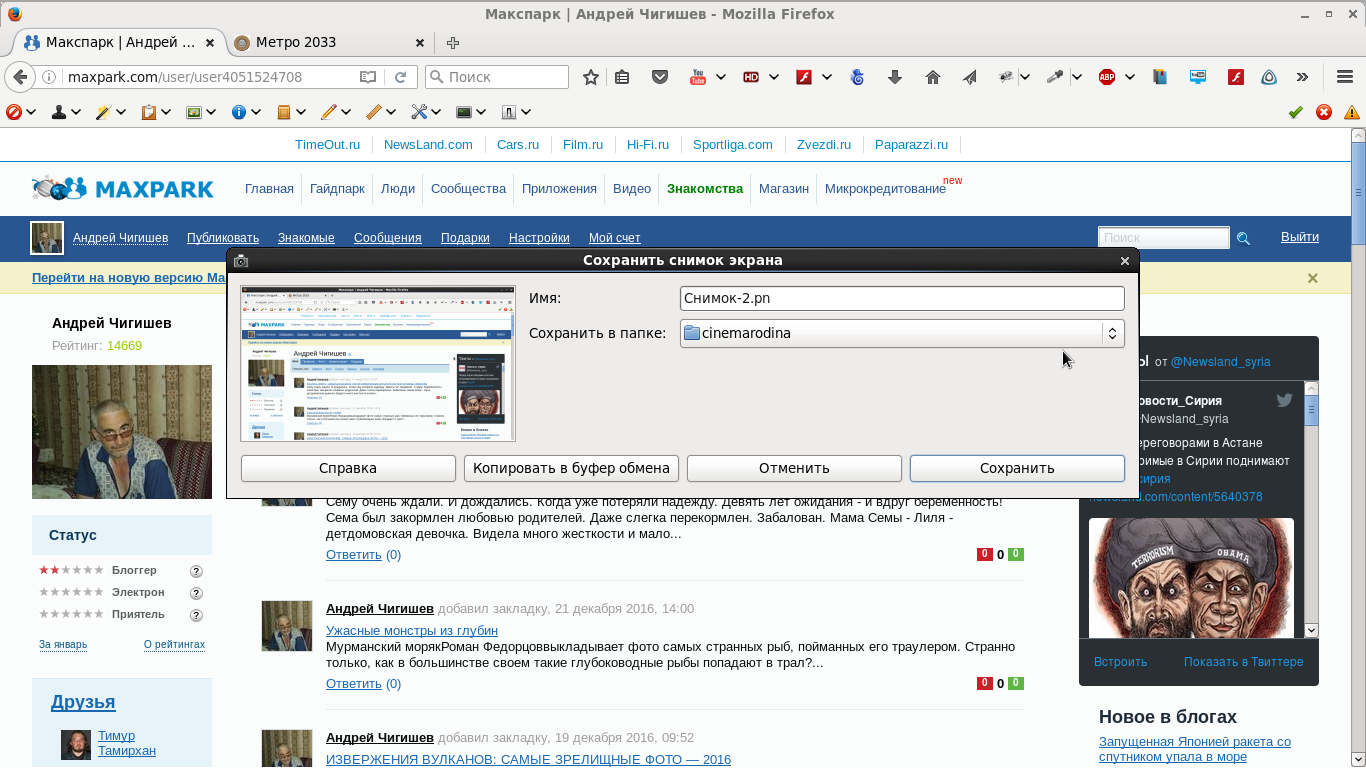 Макспарк | Андрей Чигишев - Mozilla Firefox
Макспарк | Андрей ...
Метро 2033
maxpark.com/user/user4051524708
Поиск
TimeOut.ru
NewsLand.com
Cars.ru
Film.ru
Hi-Fi.ru
Sportliga.com
Zvezdi.ru
Paparazzi.ru
MAXPARK
Главная
Гайдпарк
Люди
Сообщества
Приложения
Видео
Знакомства
Магазин
Микрокредитование
new
Андрей Чигишев
Публиковать
Знакомые
Сообщения
Подарки
Настройки
Мой счет
Поиск
Выйти
Перейти на новую версию Ма
Сохранить снимок экрана
Имя:
Снимок-2.pn
Сохранить в папке:
cinemarodina
Справка
Копировать в буфер обмена
Отменить
Сохранить
Андрей Чигишев
Рейтинг: 14669
Статус
Блоггер ?
Электрон ?
Приятель ?
За январь
О рейтингах
Друзья
Тимур
Тамирхан
Сему очень ждали. И дождались. Когда уже потеряли надежду. Девять лет ожидания - и вдруг беременность!
Сема был закормлен любовью родителей. Даже слегка перекормлен. Забалован. Мама Семы - Лиля -
детдомовская девочка. Видела много жесткости и мало...
Ответить (0)
0 0 0
Андрей Чигишев добавил закладку, 21 декабря 2016, 14:00
Ужасные монстры из глубин
Мурманский морякРоман Федорцоввыкладывает фото самых странных рыб, пойманных его траулером. Странно
только, как в большинстве своем такие глубоководные рыбы попадают в трал?...
Ответить (0)
0 0 0
Андрей Чигишев добавил закладку, 19 декабря 2016, 09:52
ИЗВЕРЖЕНИЯ ВУЛКАНОВ: САМЫЕ ЗРЕЛИЩНЫЕ ФОТО — 2016
от @Newsland_syria
овости_Сирия
Newsland_syria
ереговорами в Астане
римые в Сирии поднимают
сирия
newsland.com/content/5640378
TERRORISM
OBAMA
Встроить
Показать в Твиттере
Новое в блогах
Запущенная Японией ракета со
спутником упала в море